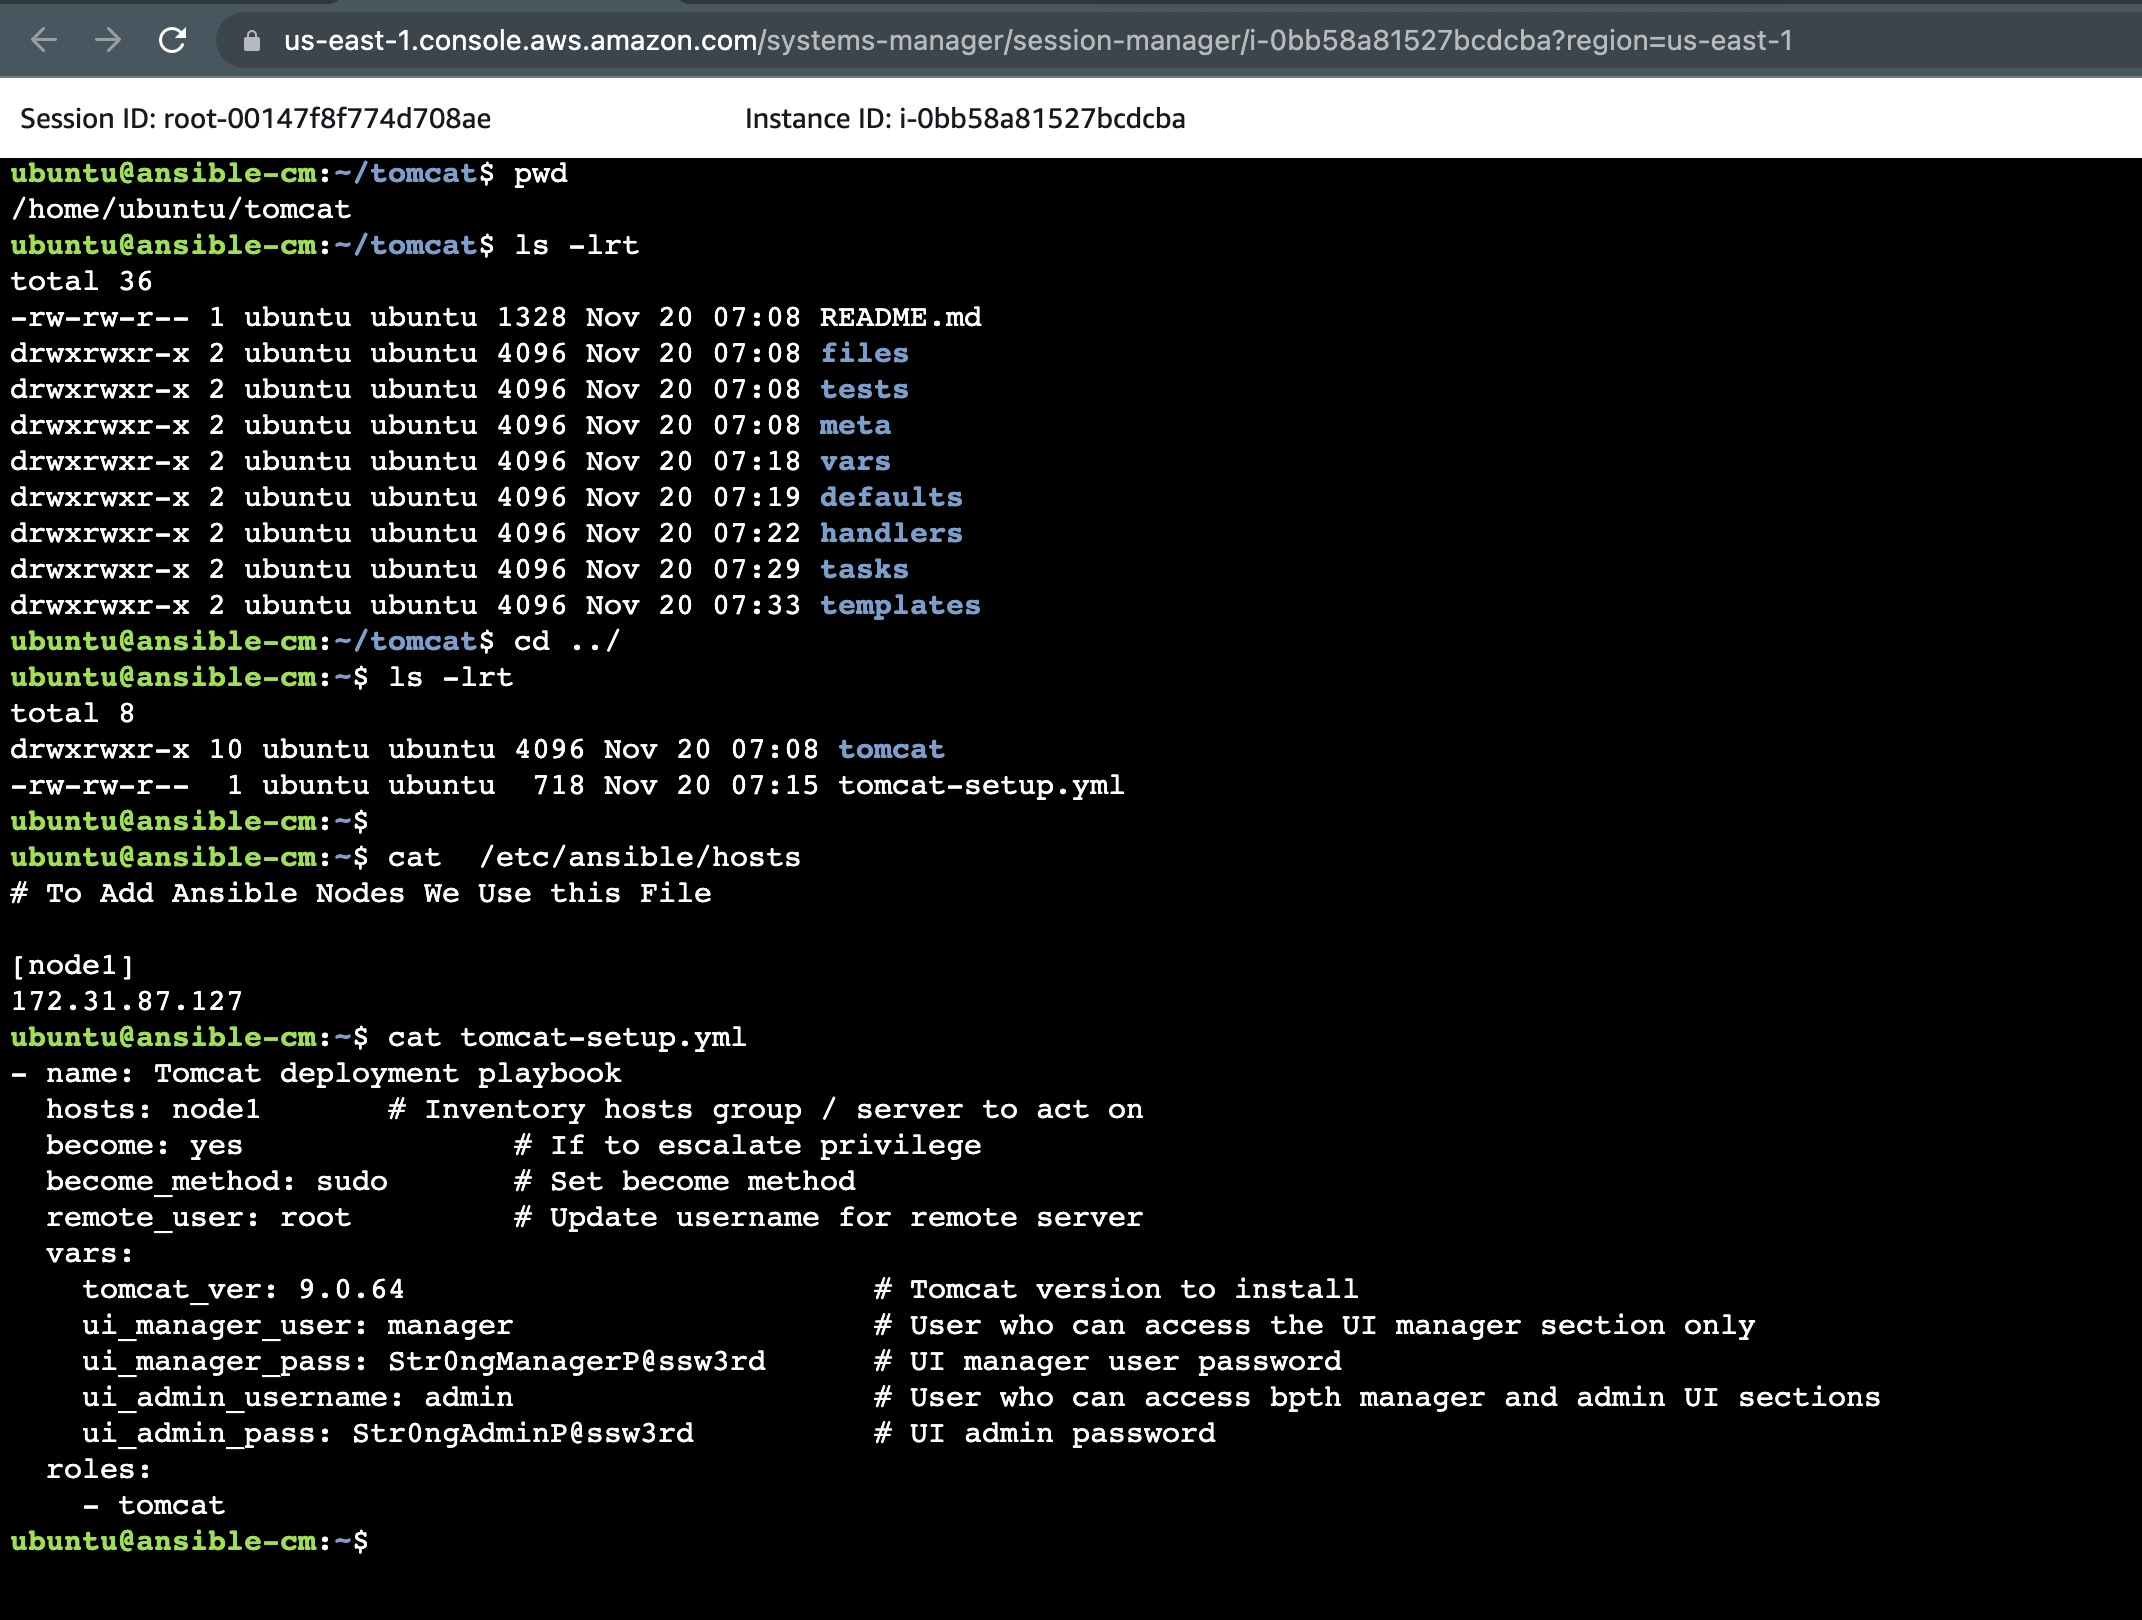 us-east-1.console.aws.amazon.com/systems-manager/session-manager/i-0bb58a81527bcdcba?region=us-east-1
Session ID: root-00147f8f774d708ae Instance ID: i-0bb58a81527bcdcba
ubuntu@ansible-cm:~/tomcat$ pwd
/home/ubuntu/tomcat
ubuntu@ansible-cm:~/tomcat$ ls -lrt
total 36
-rw-rw-r-- 1 ubuntu ubuntu 1328 Nov 20 07:08 README.md
drwxrwxr-x 2 ubuntu ubuntu 4096 Nov 20 07:08 files
drwxrwxr-x 2 ubuntu ubuntu 4096 Nov 20 07:08 tests
drwxrwxr-x 2 ubuntu ubuntu 4096 Nov 20 07:08 meta
drwxrwxr-x 2 ubuntu ubuntu 4096 Nov 20 07:18 vars
drwxrwxr-x 2 ubuntu ubuntu 4096 Nov 20 07:19 defaults
drwxrwxr-x 2 ubuntu ubuntu 4096 Nov 20 07:22 handlers
drwxrwxr-x 2 ubuntu ubuntu 4096 Nov 20 07:29 tasks
drwxrwxr-x 2 ubuntu ubuntu 4096 Nov 20 07:33 templates
ubuntu@ansible-cm:~/tomcat$ cd ../
ubuntu@ansible-cm:~$ ls -lrt
total 8
drwxrwxr-x 10 ubuntu ubuntu 4096 Nov 20 07:08 tomcat
-rw-rw-r--  1 ubuntu ubuntu  718 Nov 20 07:15 tomcat-setup.yml
ubuntu@ansible-cm:~$
ubuntu@ansible-cm:~$ cat  /etc/ansible/hosts
# To Add Ansible Nodes We Use this File
[node1]
172.31.87.127
ubuntu@ansible-cm:~$ cat tomcat-setup.yml
- name: Tomcat deployment playbook
  hosts: node1       # Inventory hosts group / server to act on
  become: yes               # If to escalate privilege
  become_method: sudo       # Set become method
  remote_user: root         # Update username for remote server
  vars:
    tomcat_ver: 9.0.64                          # Tomcat version to install
    ui_manager_user: manager                    # User who can access the UI manager section only
    ui_manager_pass: Str0ngManagerP@ssw3rd      # UI manager user password
    ui_admin_username: admin                    # User who can access bpth manager and admin UI sections
    ui_admin_pass: Str0ngAdminP@ssw3rd          # UI admin password
  roles:
    - tomcat
ubuntu@ansible-cm:~$